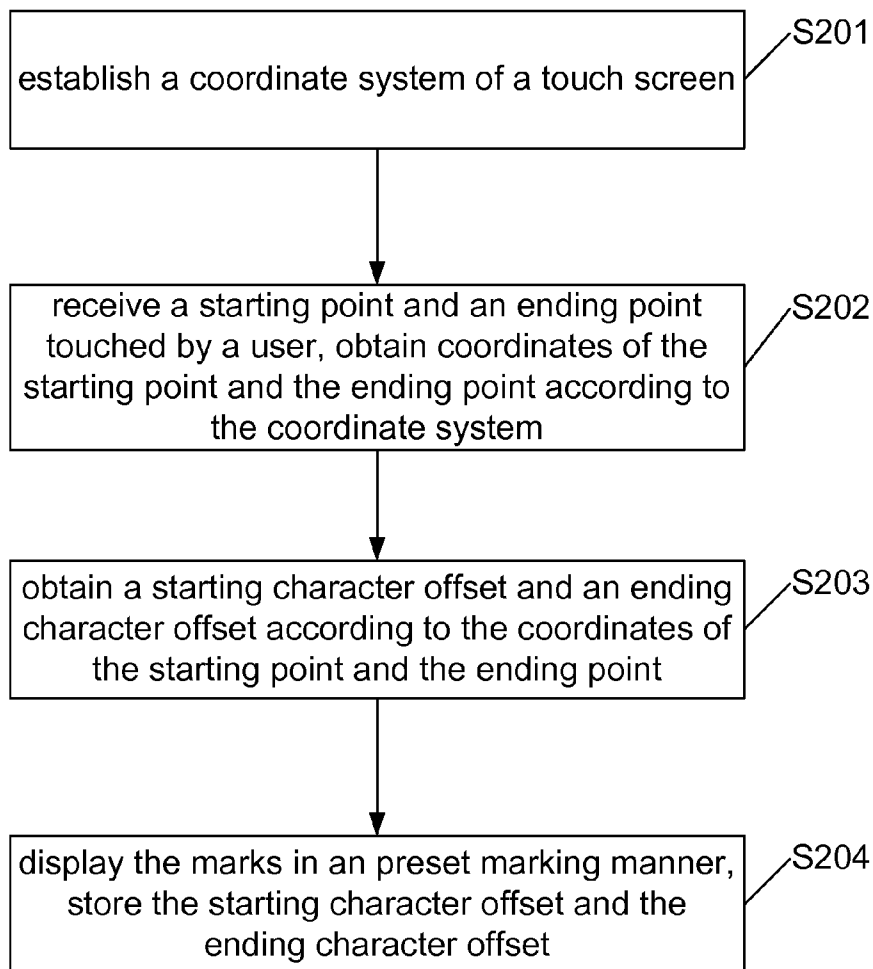 S201
establish a coordinate system of a touch screen
receive a starting point and an ending point
S202
touched by a user, obtain coordinates of the
starting point and the ending point according to
the coordinate system
obtain a starting character offset and an ending
S203
character offset according to the coordinates of
the starting point and the ending point
display the marks in an preset marking manner,
S204
store the starting character offset and the
ending character offset